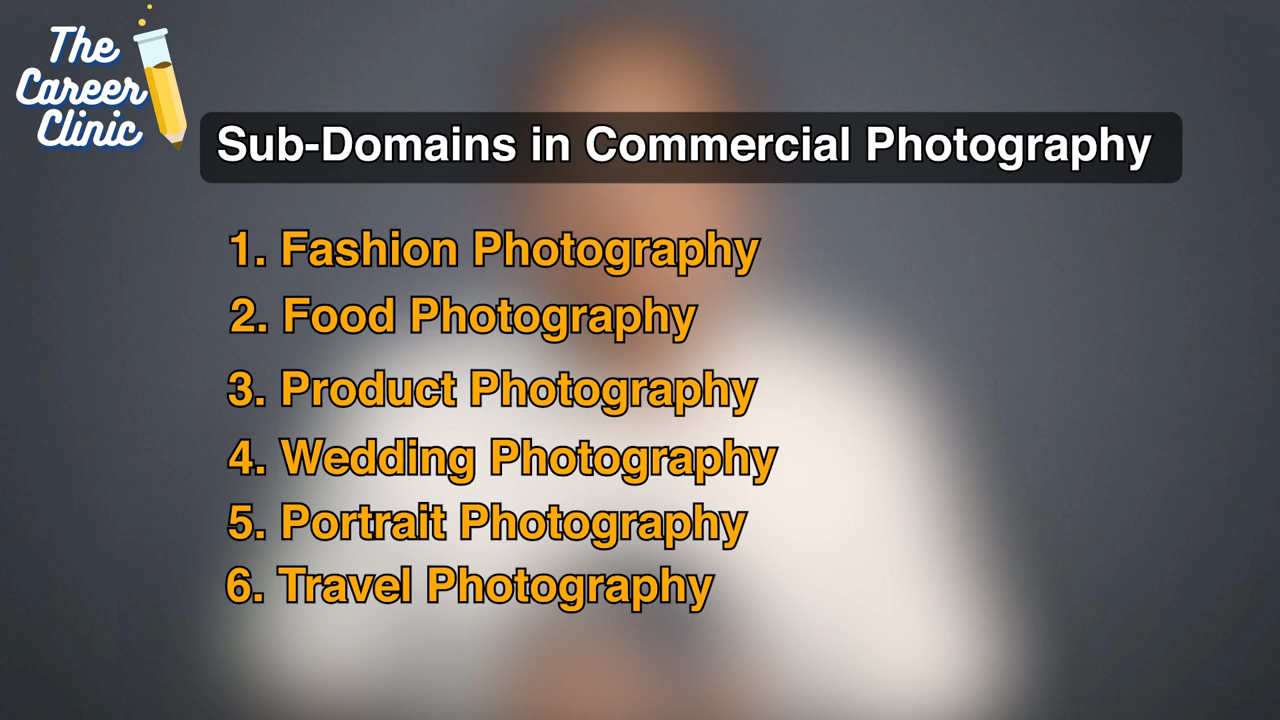 The
Career
Clinic
Sub-Domains in Commercial Photography
1. Fashion Photography
2. Food Photography
3. Product Photography
4. Wedding Photography
5. Portrait Photography
6. Travel Photography